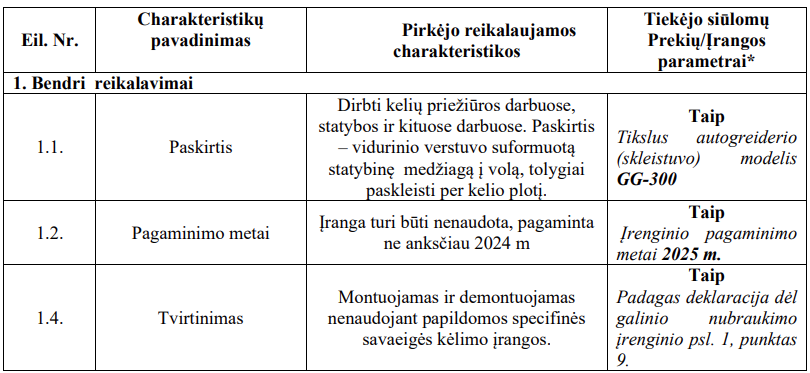 Eil. Nr.
Charakteristikų
pavadinimas
Pirkėjo reikalaujamos
charakteristikos
Tiekėjo siūlomų
Prekių/Įrangos
parametrai*
1. Bendri reikalavimai
1.1.
Paskirtis
Dirbti kelių priežiūros darbuose,
statybos ir kituose darbuose. Paskirtis
– vidurinio verstuvo suformuotą
statybinę medžiagą į volą, tolygiai
paskleisti per kelio plotį.
Taip
Tikslus autogreiderio
(skleistuvo) modelis
GG-300
1.2.
Pagaminimo metai
Įranga turi būti nenaudota, pagaminta
ne anksčiau 2024 m
Taip
Įrenginio pagaminimo
metai 2025 m.
1.4.
Tvirtinimas
Montuojamas ir demontuojamas
nenaudojant papildomos specifinės
savaeigės kėlimo įrangos.
Taip
Padagas deklaracija dėl
galinio nubraukimo
įrenginio psl. 1, punktas
9.